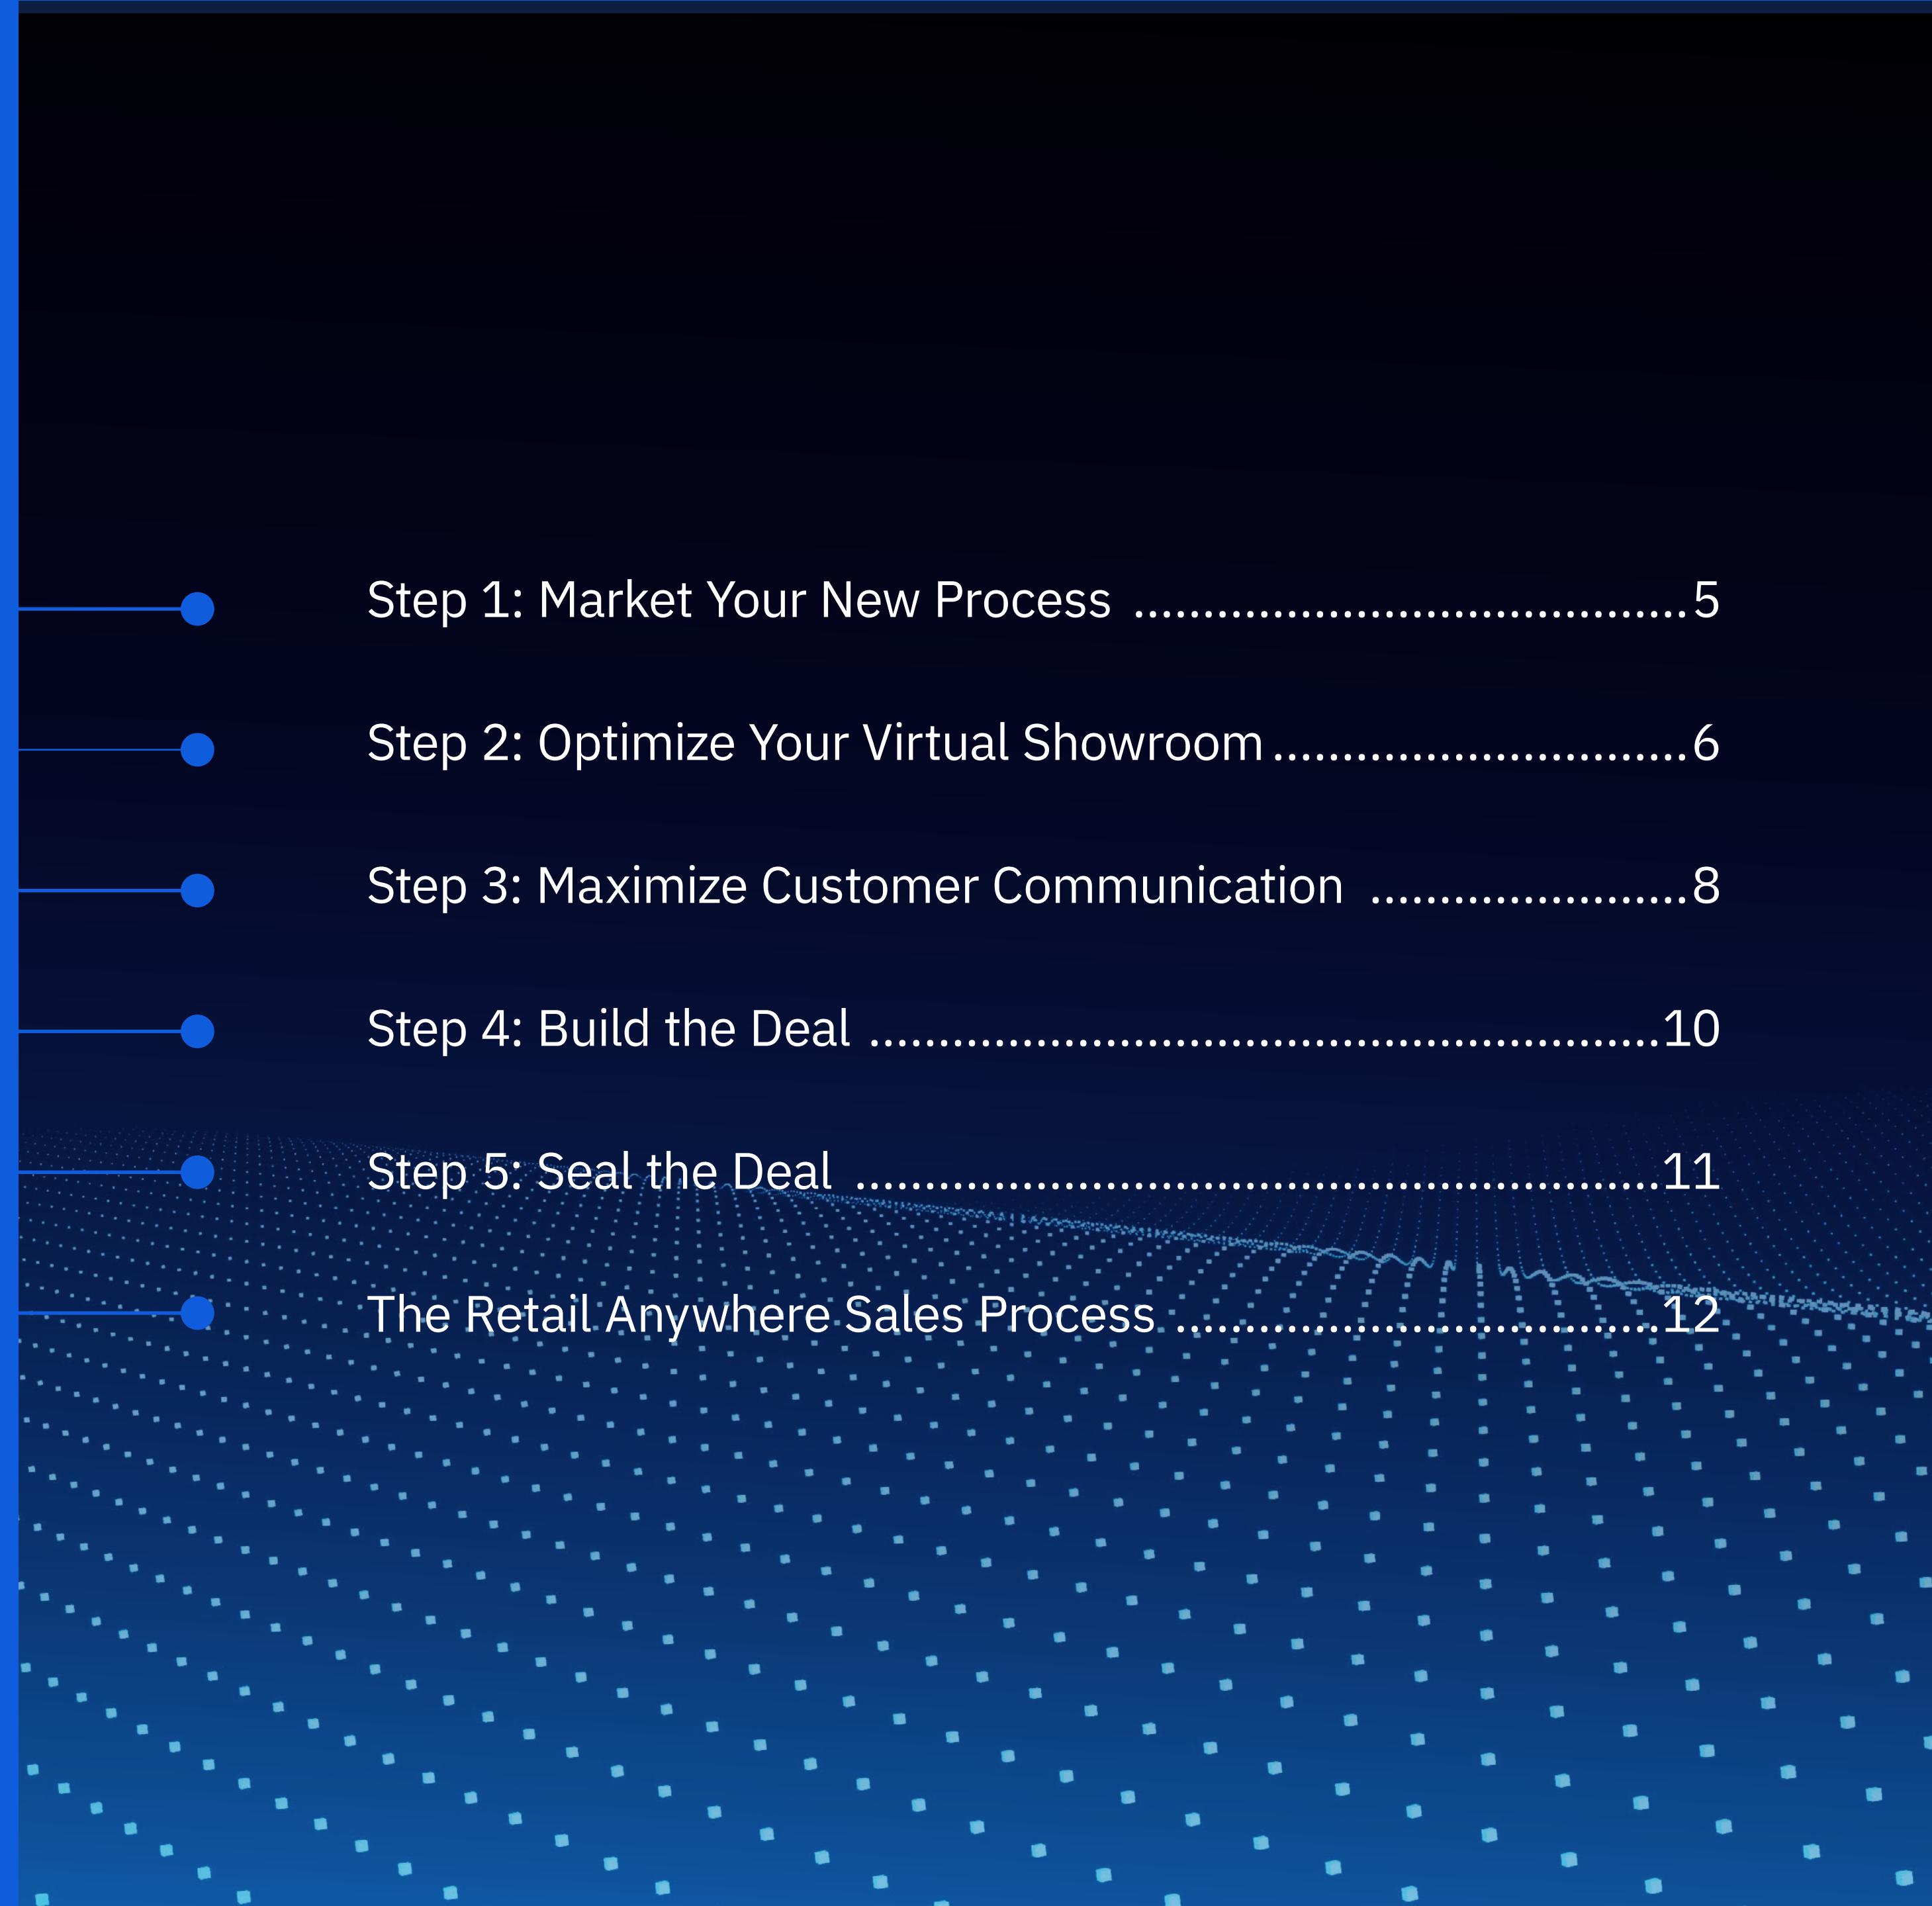 Step 1: Market Your New Process ........................................5
Step 2: Optimize Your Virtual Showroom ..............................6
Step 3: Maximize Customer Communication .......................8
Step 4: Build the Deal .........................................................10
Step 5: Seal the Deal ..........................................................11
The Retail Anywhere Sales Process ...................................12